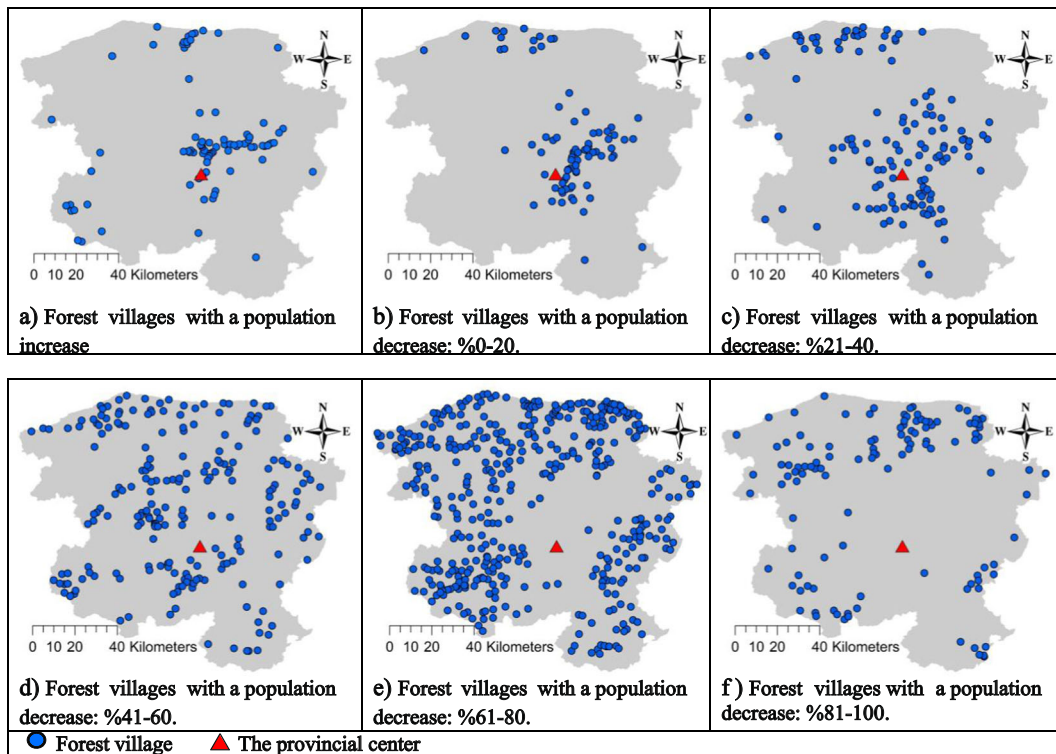 N
W E
S
0 10 20 40 Kilometers
a) Forest villages with a population
increase
N
W E
S
0 10 20 40 Kilometers
b) Forest villages with a population
decrease: %0-20.
N
W E
S
0 10 20 40 Kilometers
c) Forest villages with a population
decrease: %21-40.
N
W E
S
0 10 20 40 Kilometers
d) Forest villages with a population
decrease: %41-60.
N
W E
S
0 10 20 40 Kilometers
e) Forest villages with a population
decrease: %61-80.
N
W E
S
0 10 20 40 Kilometers
f ) Forest villages with a population
decrease: %81-100.
Forest village The provincial center